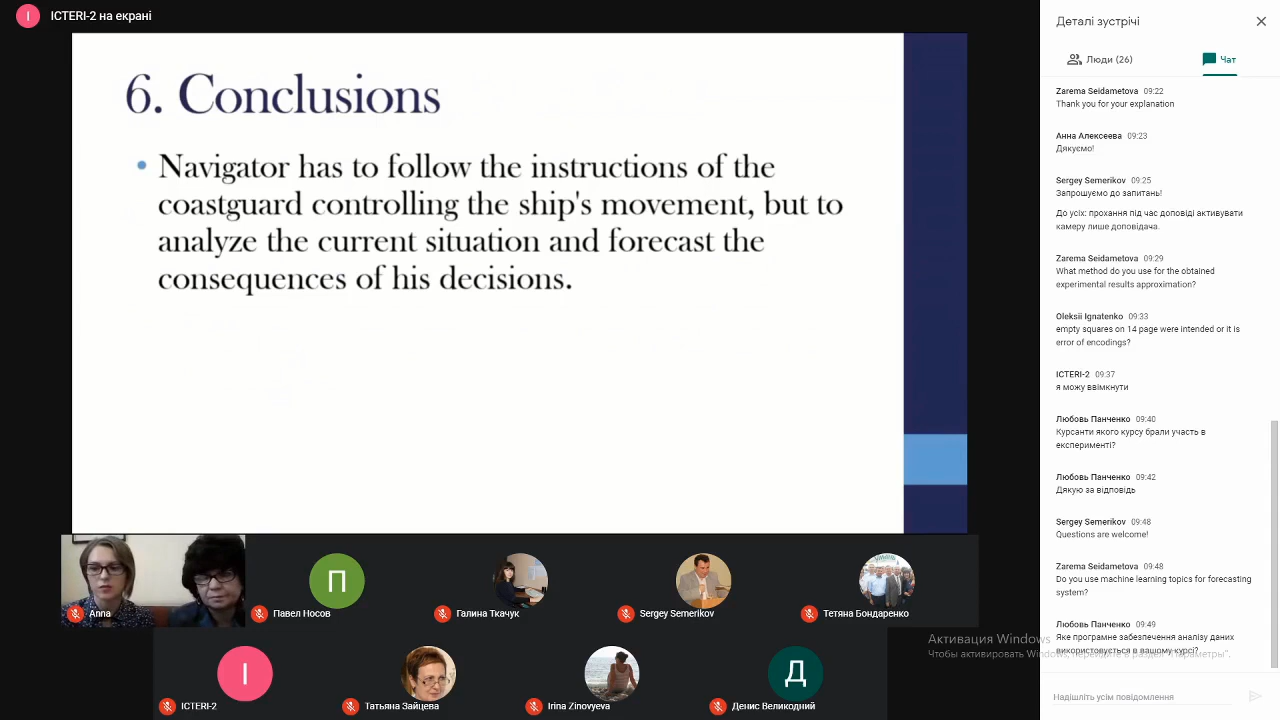 I
ICTERI-2 на екрані
6. Conclusions
Navigator has to follow the instructions of the
coastguard controlling the ship's movement, but to
analyze the current situation and forecast the
consequences of his decisions.
Anna
П
Павел Носов
Галина Ткачук
Sergey Semerikov
Тетяна Бондаренко
I
ICTERI-2
Татьяна Зайцева
Irina Zinovyeva
Д
Денис Великодний
Деталі зустрічі
Люди (26)
Чат
Zarema Seidametova 09:22
Thank you for your explanation
Анна Алексеева 09:23
Дякуємо!
Sergey Semerikov 09:25
Запрошуємо до запитань!
До усіх: прохання під час доповіді активувати
камеру лише доповідача.
Zarema Seidametova 09:29
What method do you use for the obtained
experimental results approximation?
Oleksii Ignatenko 09:33
empty squares on 14 page were intended or it is
error of encodings?
ICTERI-2 09:37
я можу ввімкнути
Любовь Панченко 09:40
Курсанти якого курсу брали участь в
експерименті?
Любовь Панченко 09:42
Дякую за відповідь
Sergey Semerikov 09:48
Questions are welcome!
Zarema Seidametova 09:48
Do you use machine learning topics for forecasting
system?
Любовь Панченко 09:49
Яке програмне забезпечення аналізу даних
використовується в вашому курсі?
Активация Windows
Чтобы активировать Windows, перейдите в раздел "Параметры".
Надішліть усім повідомлення